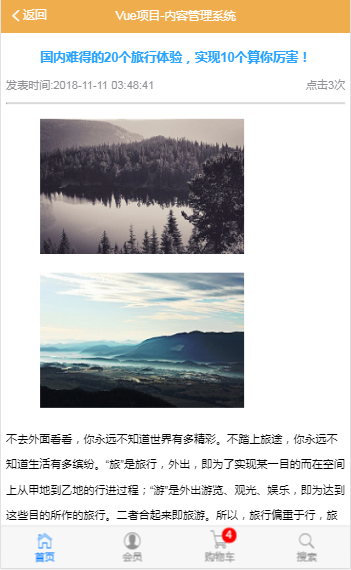 返回
Vue项目-内容管理系统
国内难得的20个旅行体验，实现10个算你厉害！
发表时间:2018-11-11 03:48:41
点击3次
不去外面看看，你永远不知道世界有多精彩。不踏上旅途，你永远不
知道生活有多缤纷。“旅”是旅行，外出，即为了实现某一目的而在空间
上从甲地到乙地的行进过程；“游”是外出游览、观光、娱乐，即为达到
这些目的所作的旅行。二者合起来即旅游。所以，旅行偏重于行，旅
4
首页
会员
购物车
搜索